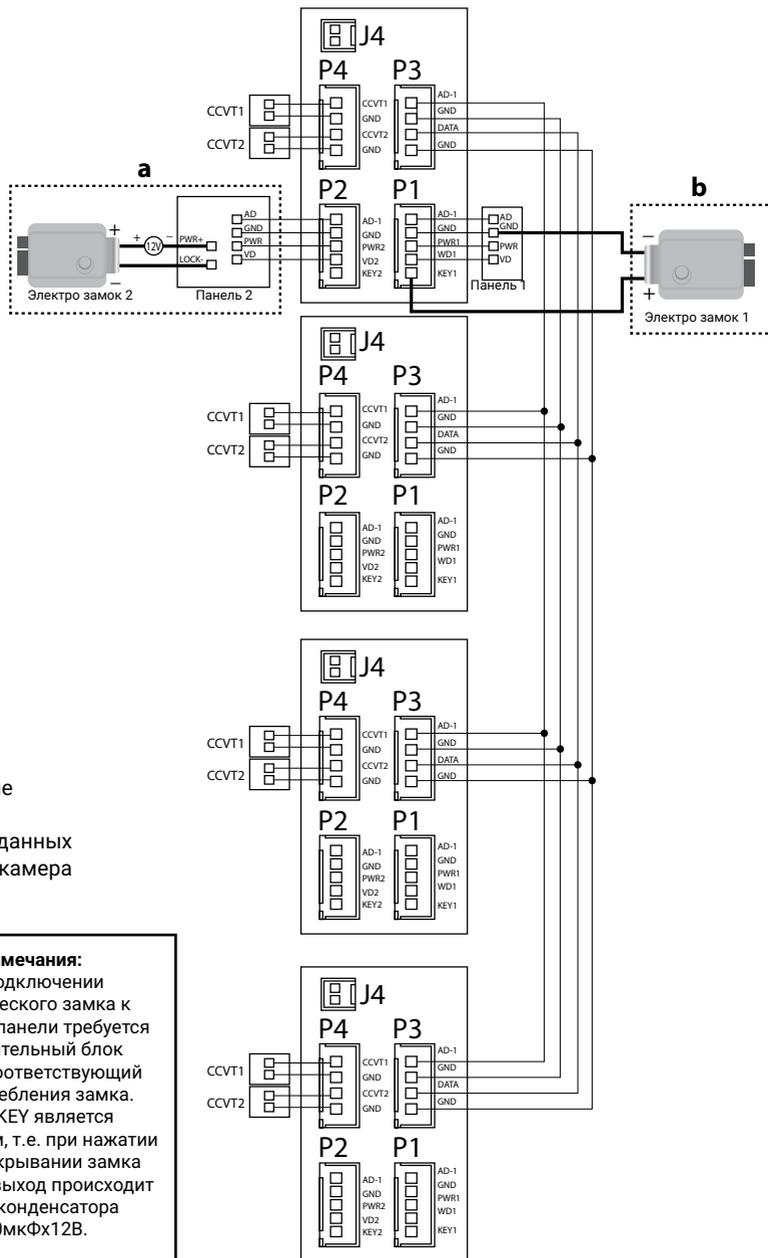 J4
P4 P3
CCVT1
CCVT2
CCVT1
GND
CCVT2
GND
AD-1
GND
DATA
GND
a
P2 P1
b
+
−
Электро замок 2
+ 12V −
PWR+
LOCK-
AD
GND
PWR
VD
Панель 2
AD-1
GND
PWR2
VD2
KEY2
AD-1
GND
PWR1
WD1
KEY1
AD
GND
PWR
VD
Панель 1
−
+
Электро замок 1
J4
P4 P3
CCVT1
CCVT2
CCVT1
GND
CCVT2
GND
AD-1
GND
DATA
GND
P2 P1
AD-1
GND
PWR2
VD2
KEY2
AD-1
GND
PWR1
WD1
KEY1
J4
P4 P3
CCVT1
CCVT2
CCVT1
GND
CCVT2
GND
AD-1
GND
DATA
GND
P2 P1
AD-1
GND
PWR2
VD2
KEY2
AD-1
GND
PWR1
WD1
KEY1
е
данных
камера
мечания:
одключении
еского замка к
панели требуется
ительный блок
оответствующий
ебления замка.
KEY является
м, т.е. при нажатии
крывании замка
выход происходит
конденсатора
0мкФх12В.
J4
P4 P3
CCVT1
CCVT2
CCVT1
GND
CCVT2
GND
AD-1
GND
DATA
GND
P2 P1
AD-1
GND
PWR2
VD2
KEY2
AD-1
GND
PWR1
WD1
KEY1